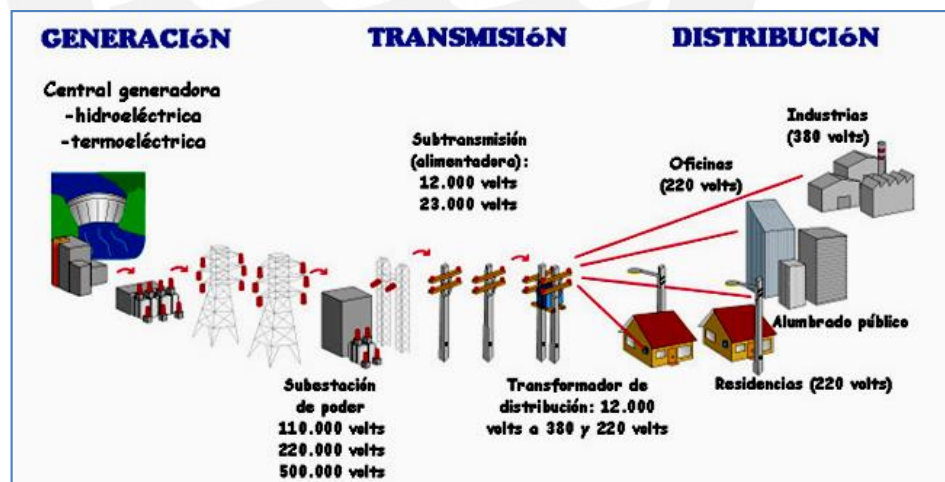 GENERACIóN
TRANSMISIóN
DISTRIBUCIóN
Central generadora
-hidroeléctrica
-termoeléctrica
Subtransmisión
(alimentadora):
12.000 volts
23.000 volts
Industrias
(380 volts)
Oficinas
(220 volts)
Alumbrado público
Residencias (220 volts)
Subestación
de poder
110.000 volts
220.000 volts
500.000 volts
Transformador de
distribución: 12.000
volts a 380 y 220 volts